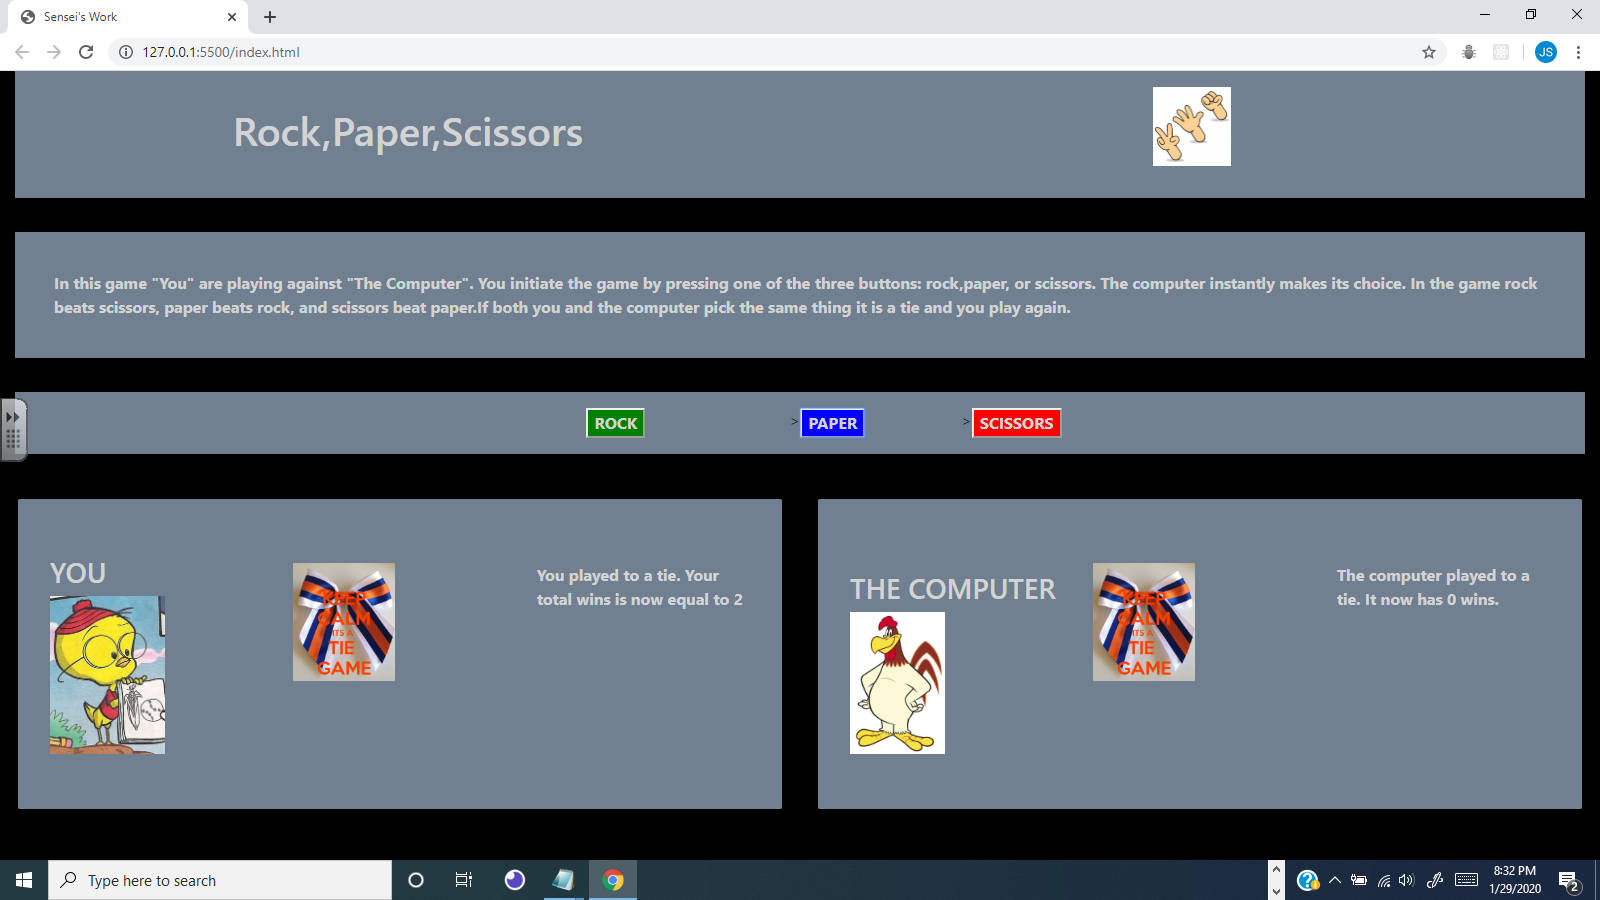 Sensei's Work
127.0.0.1:5500/index.html
JS
Rock,Paper,Scissors
In this game "You" are playing against "The Computer". You initiate the game by pressing one of the three buttons: rock,paper, or scissors. The computer instantly makes its choice. In the game rock
beats scissors, paper beats rock, and scissors beat paper.If both you and the computer pick the same thing it is a tie and you play again.
ROCK
> PAPER
> SCISSORS
YOU
KEEP
CALM
ITS A
TIE
GAME
You played to a tie. Your
total wins is now equal to 2
THE COMPUTER
KEEP
CALM
ITS A
TIE
GAME
The computer played to a
tie. It now has 0 wins.
Type here to search
8:32 PM
1/29/2020
2